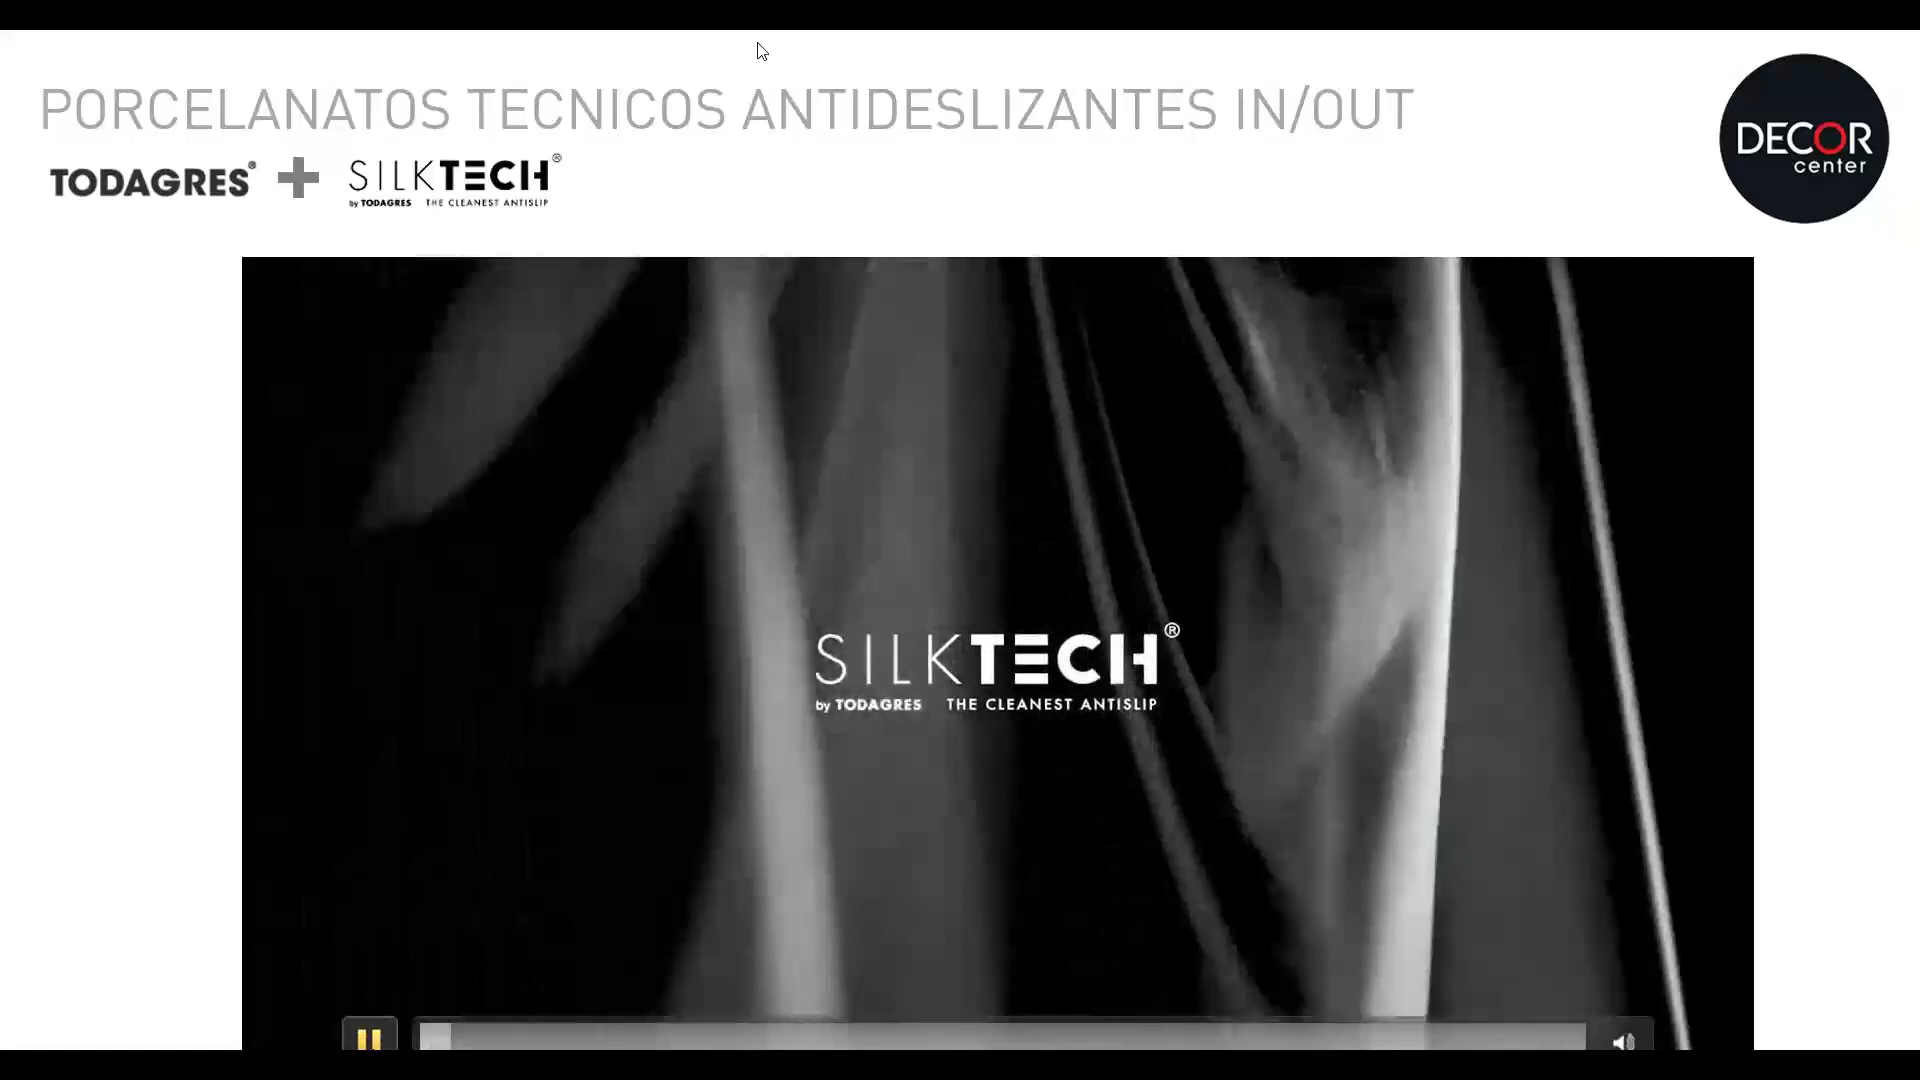 PORCELANATOS TECNICOS ANTIDESLIZANTES IN/OUT
TODAGRES® + SILKTECH®
by TODAGRES THE CLEANEST ANTISLIP
DECOR
center
SILKTECH®
by TODAGRES THE CLEANEST ANTISLIP